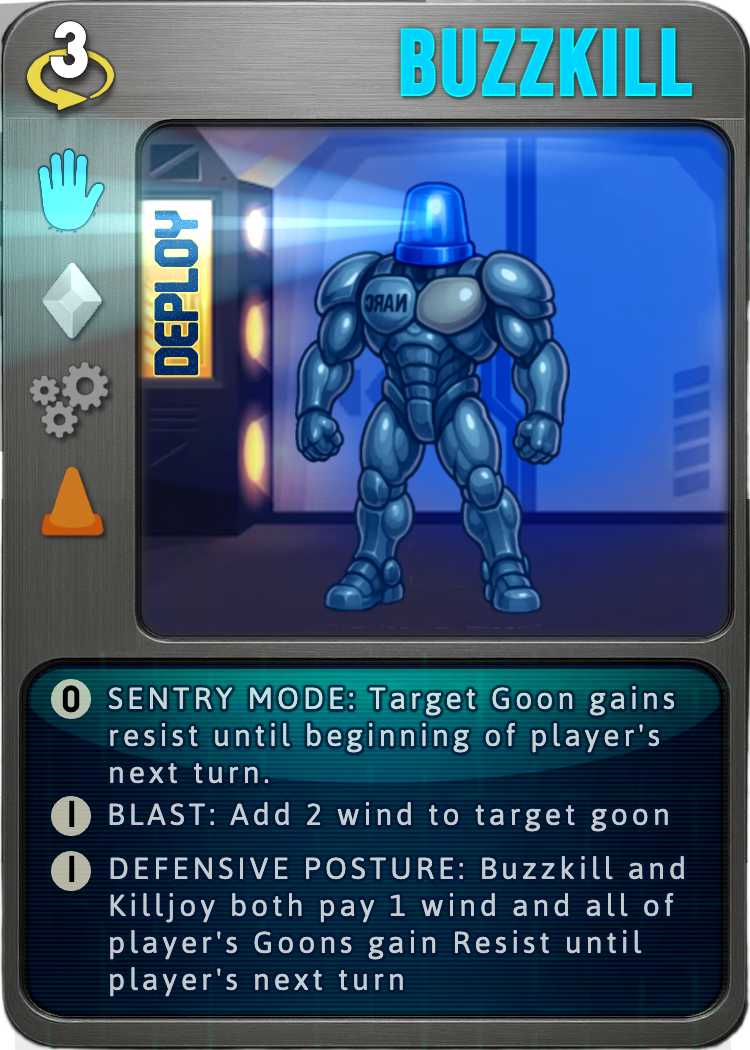 3
BUZZKILL
DEPLOY
NARC
0 SENTRY MODE: Target Goon gains
resist until beginning of player's
next turn.
1 BLAST: Add 2 wind to target goon
1 DEFENSIVE POSTURE: Buzzkill and
Killjoy both pay 1 wind and all of
player's Goons gain Resist until
player's next turn